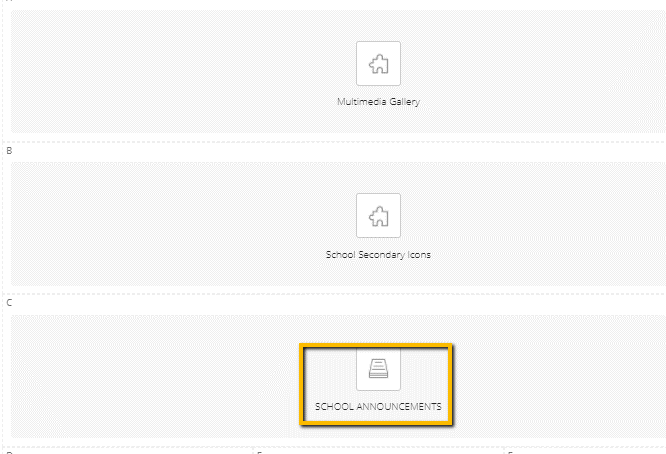 Multimedia Gallery
B
School Secondary Icons
C
SCHOOL ANNOUNCEMENTS